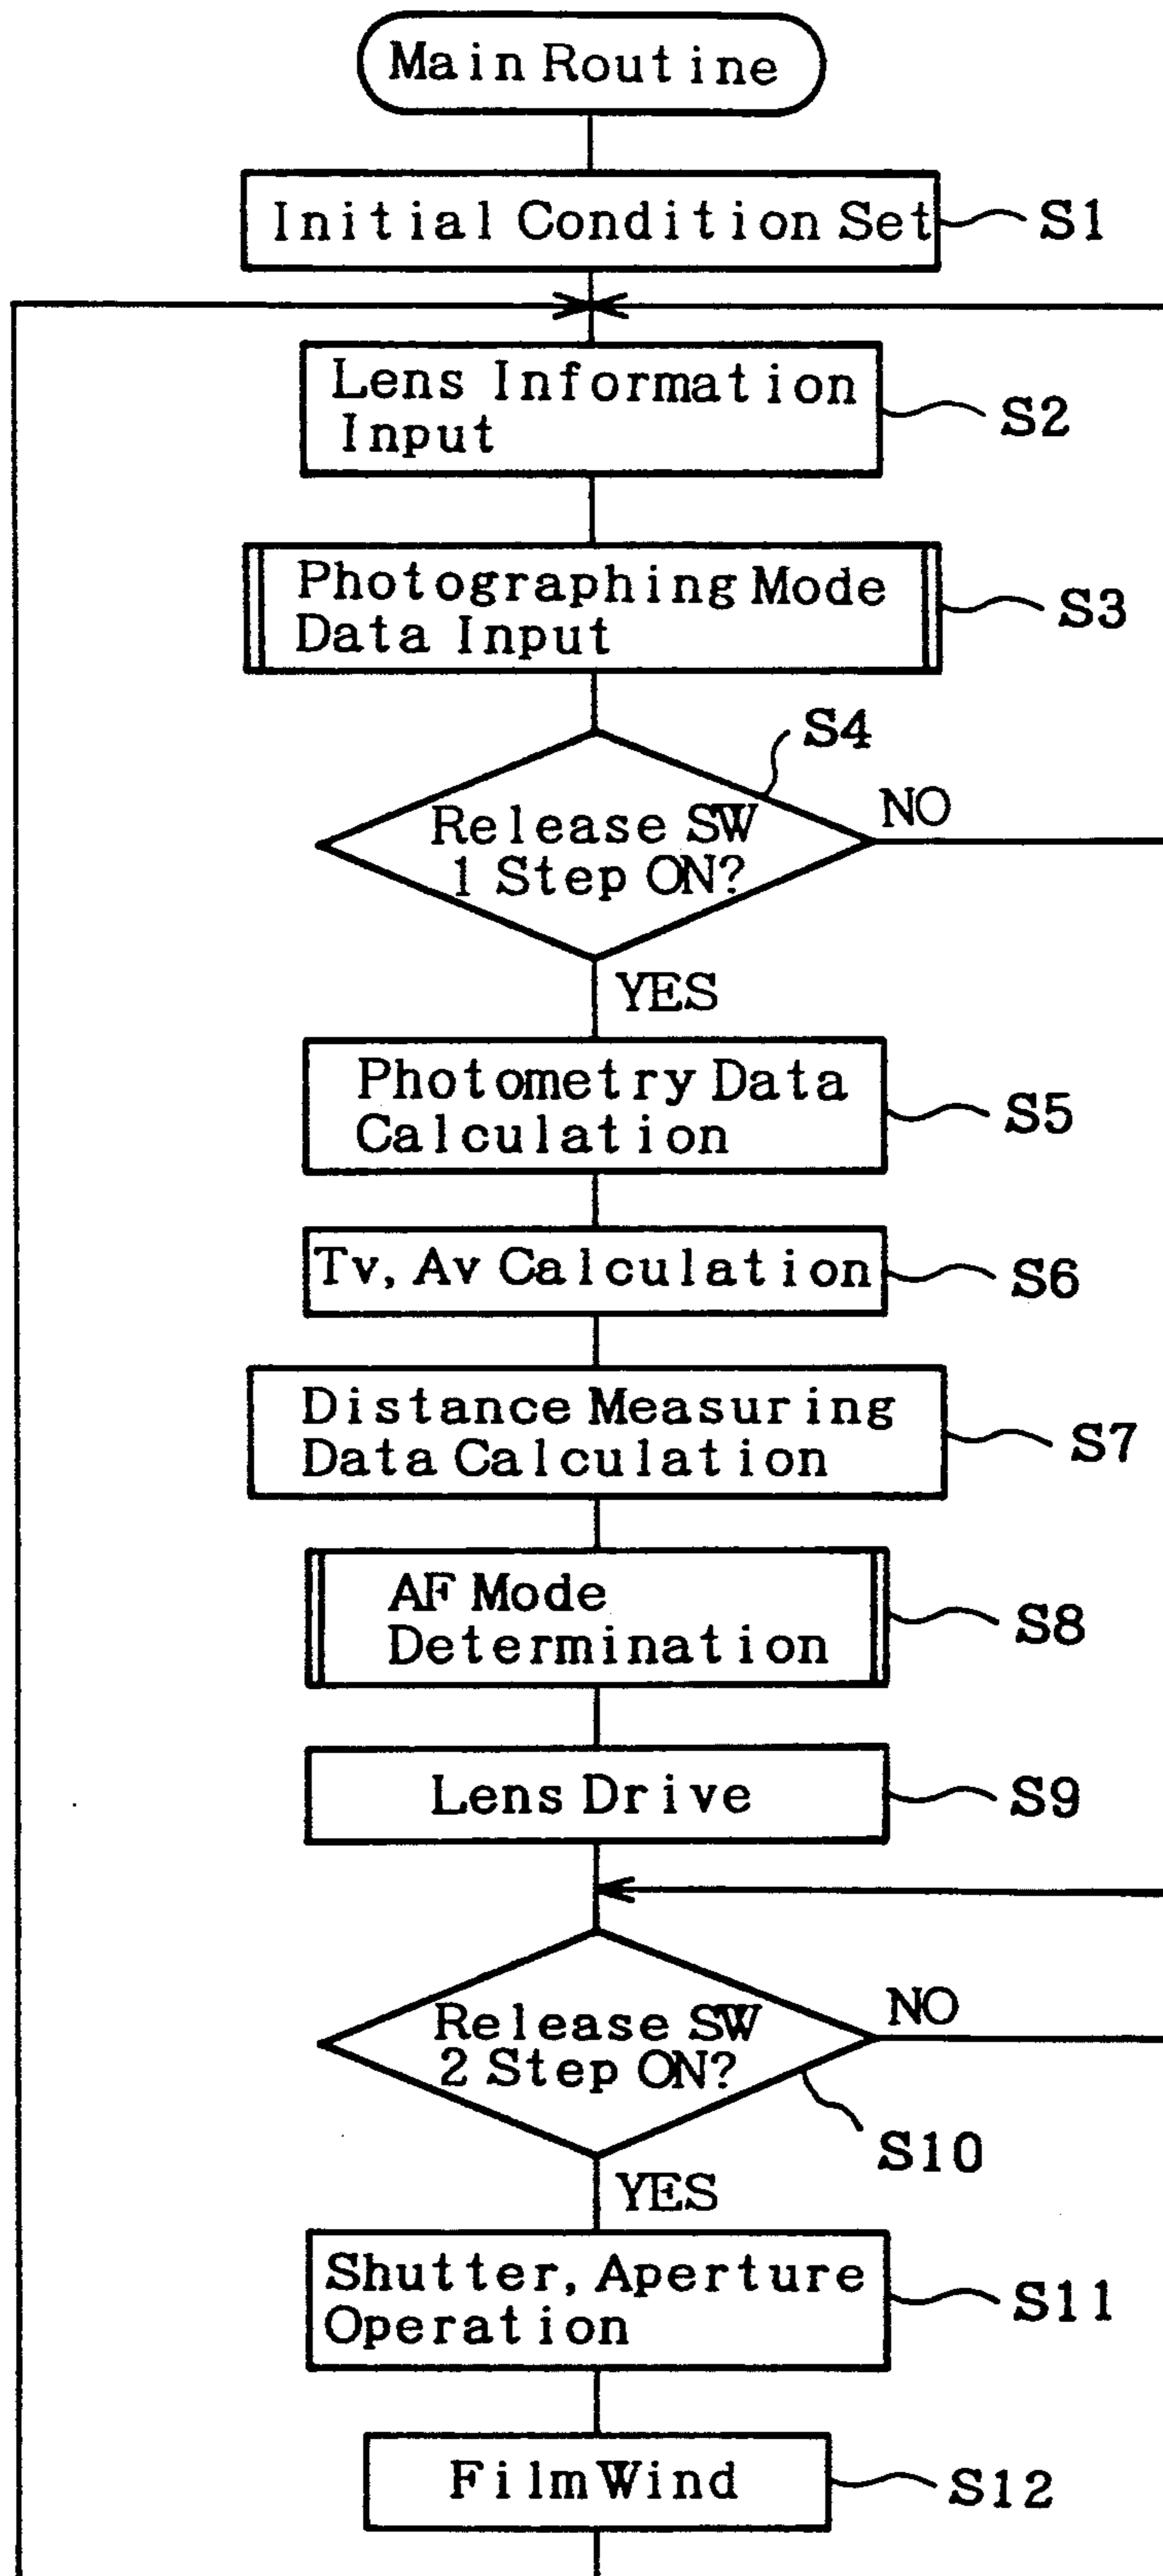 Main Routine
Initial Condition Set
S1
Lens Information
Input
S2
Photographing Mode
Data Input
S3
S4
Release SW
1 Step ON?
NO
YES
Photometry Data
Calculation
S5
Tv, Av Calculation
S6
Distance Measuring
Data Calculation
S7
AF Mode
Determination
S8
Lens Drive
S9
Release SW
2 Step ON?
NO
S10
YES
Shutter, Aperture
Operation
S11
Film Wind
S12